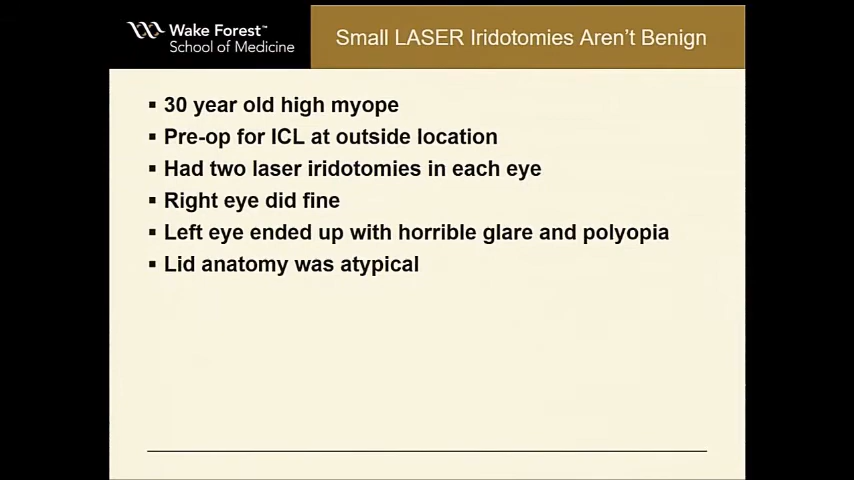 Wake Forest™
School of Medicine
Small LASER Iridotomies Aren't Benign
▪ 30 year old high myope
▪ Pre-op for ICL at outside location
▪ Had two laser iridotomies in each eye
▪ Right eye did fine
▪ Left eye ended up with horrible glare and polyopia
▪ Lid anatomy was atypical